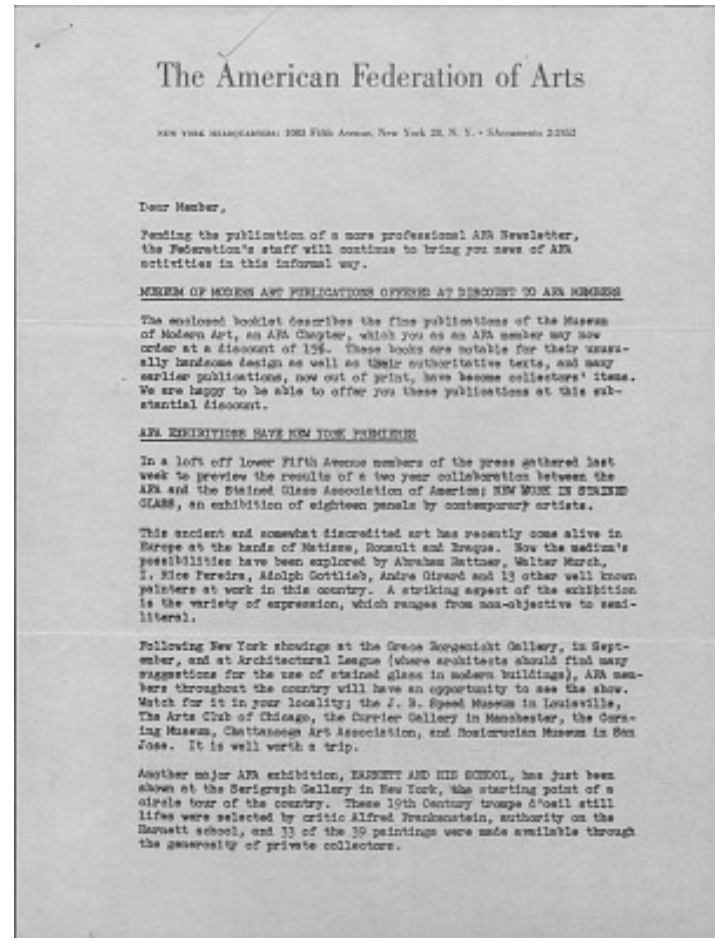 The American Federation of Arts
NEW YORK HEADQUARTERS: 1083 Fifth Avenue, New York 28, N. Y. • SAcramento 2-2452
Dear Member,
Pending the publication of a more professional AFA Newsletter,
the Federation's staff will continue to bring you news of AFA
activities in this informal way.
MUSEUM OF MODERN ART PUBLICATIONS OFFERED AT DISCOUNT TO AFA MEMBERS
The enclosed booklet describes the fine publications of the Museum
of Modern Art, an AFA Chapter, which you as an AFA member may now
order at a discount of 15%. These books are notable for their unusu-
ally handsome design as well as their authoritative texts, and many
earlier publications, now out of print, have become collectors' items.
We are happy to be able to offer you these publications at this sub-
stantial discount.
AFA EXHIBITIONS HAVE NEW YORK PREMIERES
In a loft off lower Fifth Avenue members of the press gathered last
week to preview the results of a two year collaboration between the
AFA and the Stained Glass Association of America; NEW WORK IN STAINED
GLASS, an exhibition of eighteen panels by contemporary artists.
This ancient and somewhat discredited art has recently come alive in
Europe at the hands of Matisse, Rouault and Braque. Now the medium's
possibilities have been explored by Abraham Rattner, Walter Murch,
I. Rice Pereira, Adolph Gottlieb, Andre Girard and 13 other well known
painters at work in this country. A striking aspect of the exhibition
is the variety of expression, which ranges from non-objective to semi-
literal.
Following New York showings at the Grace Borgenicht Gallery, in Sept-
ember, and at Architectural League (where architects should find many
suggestions for the use of stained glass in modern buildings), AFA mem-
bers throughout the country will have an opportunity to see the show.
Watch for it in your locality; the J. B. Speed Museum in Louisville,
The Arts Club of Chicago, the Currier Gallery in Manchester, the Corn-
ing Museum, Chattanooga Art Association, and Rosicrucian Museum in San
Jose. It is well worth a trip.
Another major AFA exhibition, HARNETT AND HIS SCHOOL, has just been
shown at the Serigraph Gallery in New York, the starting point of a
circle tour of the country. These 19th Century trompe d'oeil still
lifes were selected by critic Alfred Frankenstein, authority on the
Harnett school, and 33 of the 39 paintings were made available through
the generosity of private collectors.